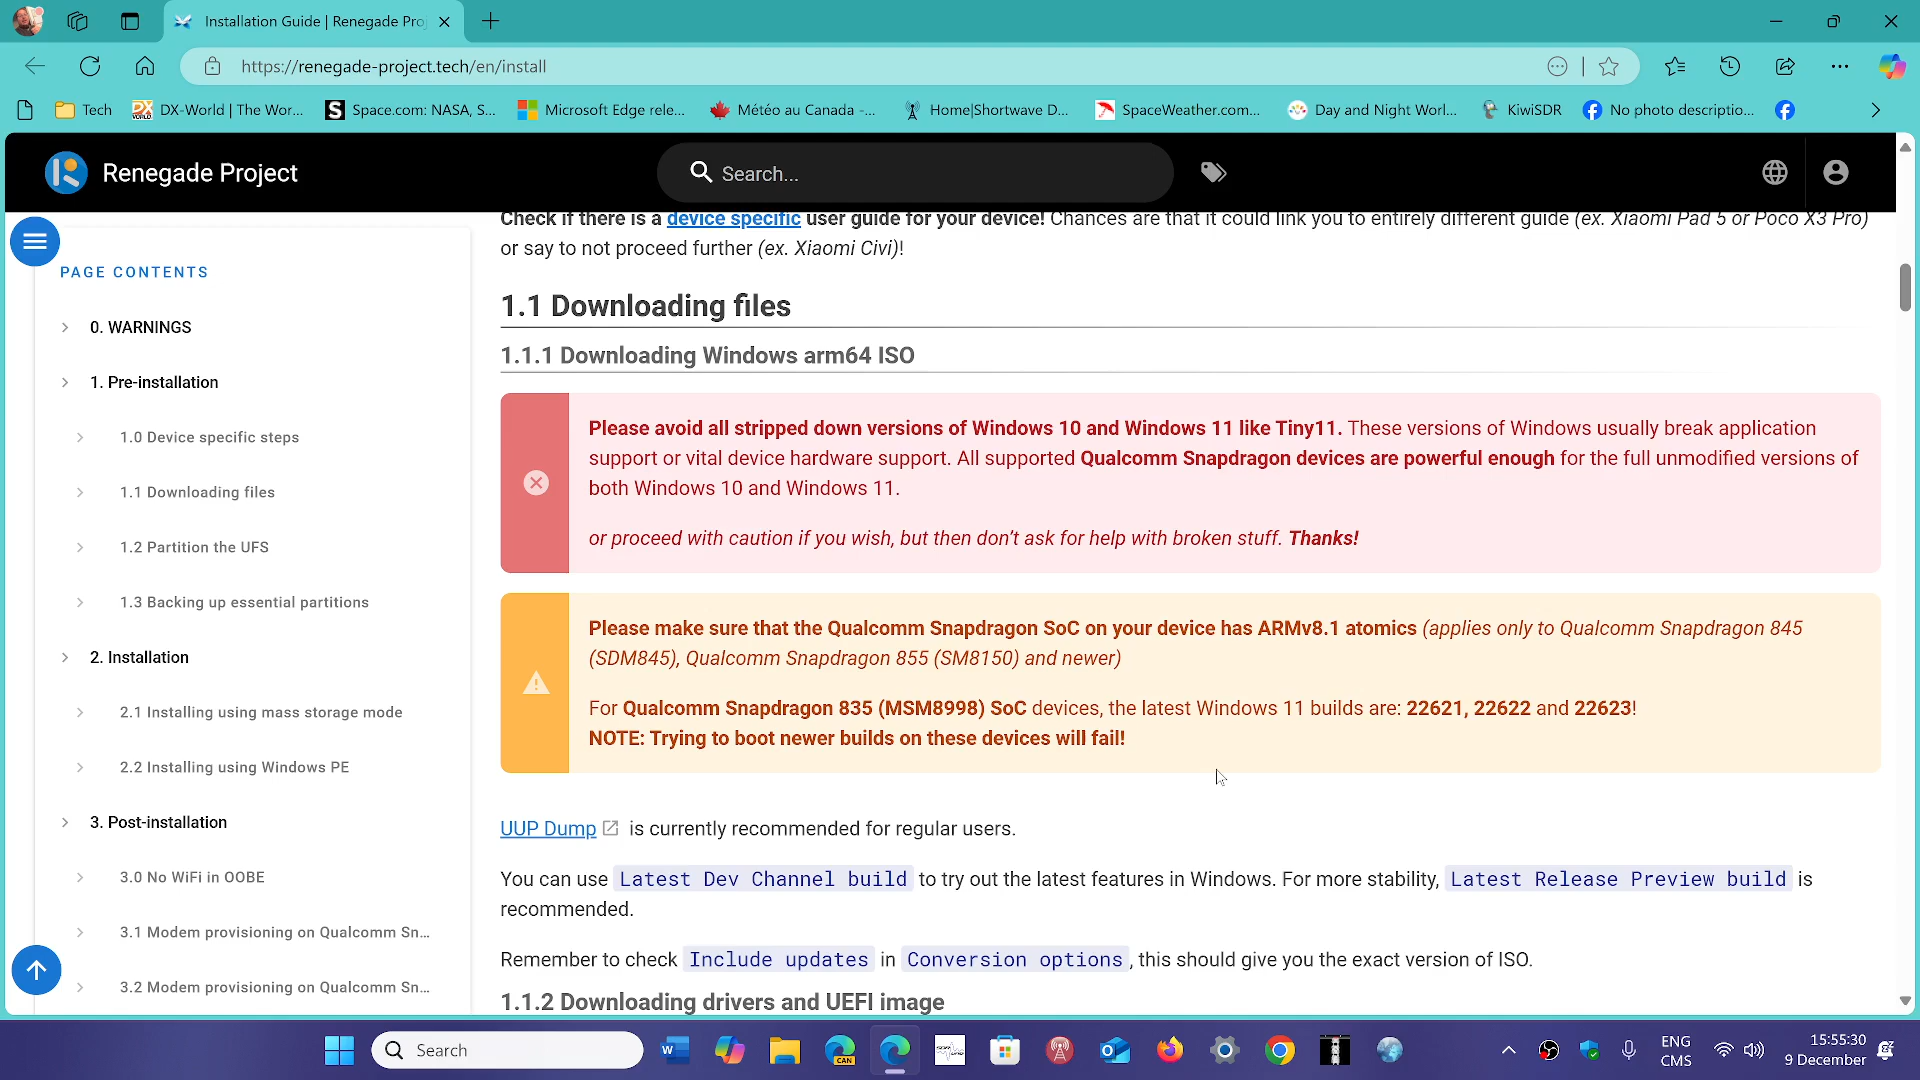 Installation Guide | Renegade Pro
https://renegade-project.tech/en/install
Tech
DX-World | The Wor...
Space.com: NASA, S...
Microsoft Edge rele...
Météo au Canada -...
Home|Shortwave D...
SpaceWeather.com...
Day and Night Worl...
KiwiSDR
No photo descriptio...
Renegade Project
Search...
PAGE CONTENTS
0. WARNINGS
1. Pre-installation
1.0 Device specific steps
1.1 Downloading files
1.2 Partition the UFS
1.3 Backing up essential partitions
2. Installation
2.1 Installing using mass storage mode
2.2 Installing using Windows PE
3. Post-installation
3.0 No WiFi in OOBE
3.1 Modem provisioning on Qualcomm Sn...
3.2 Modem provisioning on Qualcomm Sn...
Check if there is a device specific user guide for your device! Chances are that it could link you to entirely different guide (ex. Xiaomi Pad 5 or Poco X3 Pro)
or say to not proceed further (ex. Xiaomi Civi)!
1.1 Downloading files
1.1.1 Downloading Windows arm64 ISO
Please avoid all stripped down versions of Windows 10 and Windows 11 like Tiny11. These versions of Windows usually break application
support or vital device hardware support. All supported Qualcomm Snapdragon devices are powerful enough for the full unmodified versions of
both Windows 10 and Windows 11.
or proceed with caution if you wish, but then don't ask for help with broken stuff. Thanks!
Please make sure that the Qualcomm Snapdragon SoC on your device has ARMv8.1 atomics (applies only to Qualcomm Snapdragon 845
(SDM845), Qualcomm Snapdragon 855 (SM8150) and newer)
For Qualcomm Snapdragon 835 (MSM8998) SoC devices, the latest Windows 11 builds are: 22621, 22622 and 22623!
NOTE: Trying to boot newer builds on these devices will fail!
UUP Dump is currently recommended for regular users.
You can use Latest Dev Channel build to try out the latest features in Windows. For more stability, Latest Release Preview build is
recommended.
Remember to check Include updates in Conversion options, this should give you the exact version of ISO.
1.1.2 Downloading drivers and UEFI image
Search
ENG
CMS
15:55:30
9 December